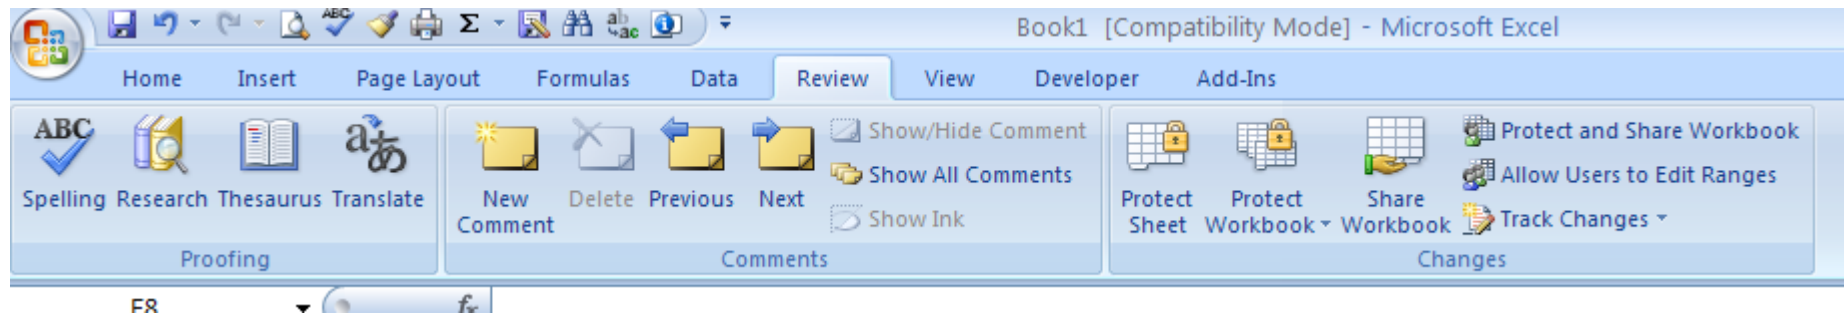 Book1 [Compatibility Mode] - Microsoft Excel
Home Insert Page Layout Formulas Data Review View Developer Add-Ins
Spelling Research Thesaurus Translate
Proofing
New Comment Delete Previous Next
Show/Hide Comment
Show All Comments
Show Ink
Comments
Protect Sheet Protect Workbook Share Workbook
Protect and Share Workbook
Allow Users to Edit Ranges
Track Changes
Changes
fx